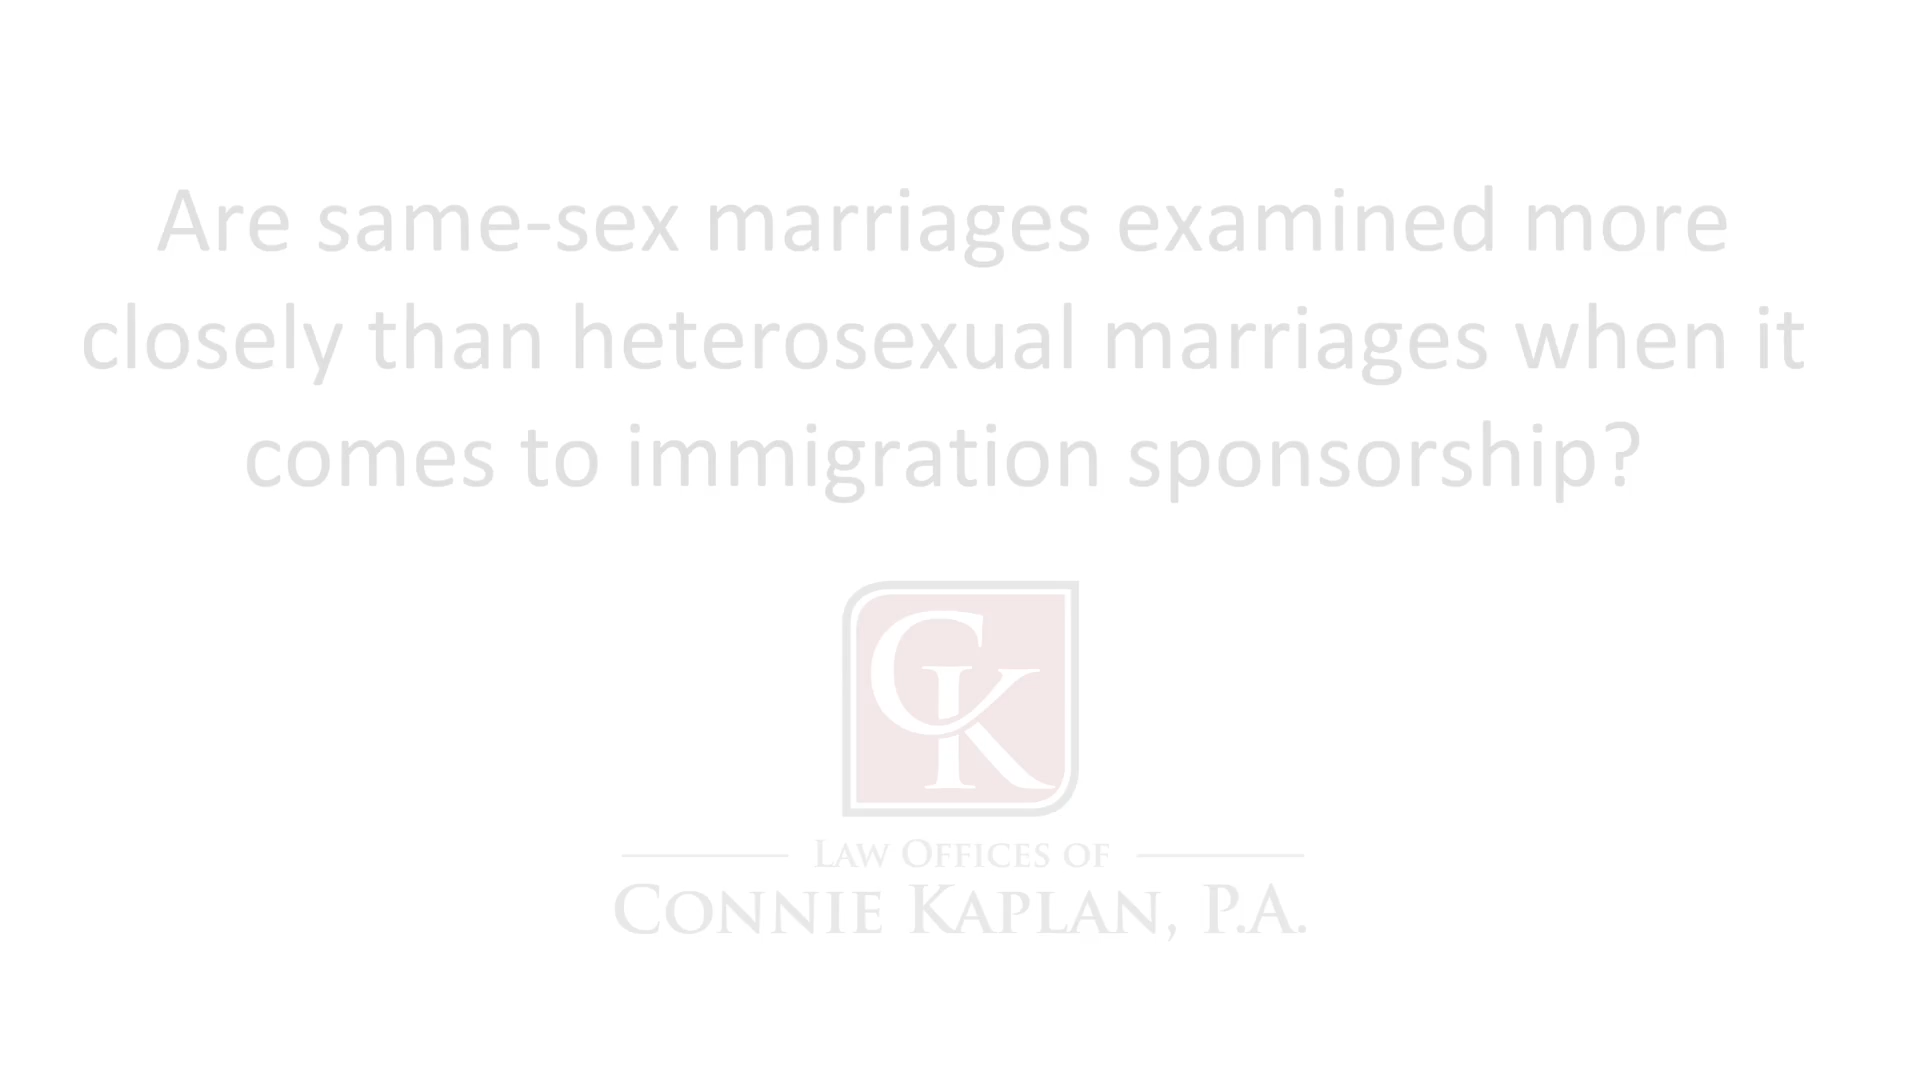 Are same-sex marriages examined more
closely than heterosexual marriages when it
comes to immigration sponsorship?
CK
LAW OFFICES OF
CONNIE KAPLAN, P.A.